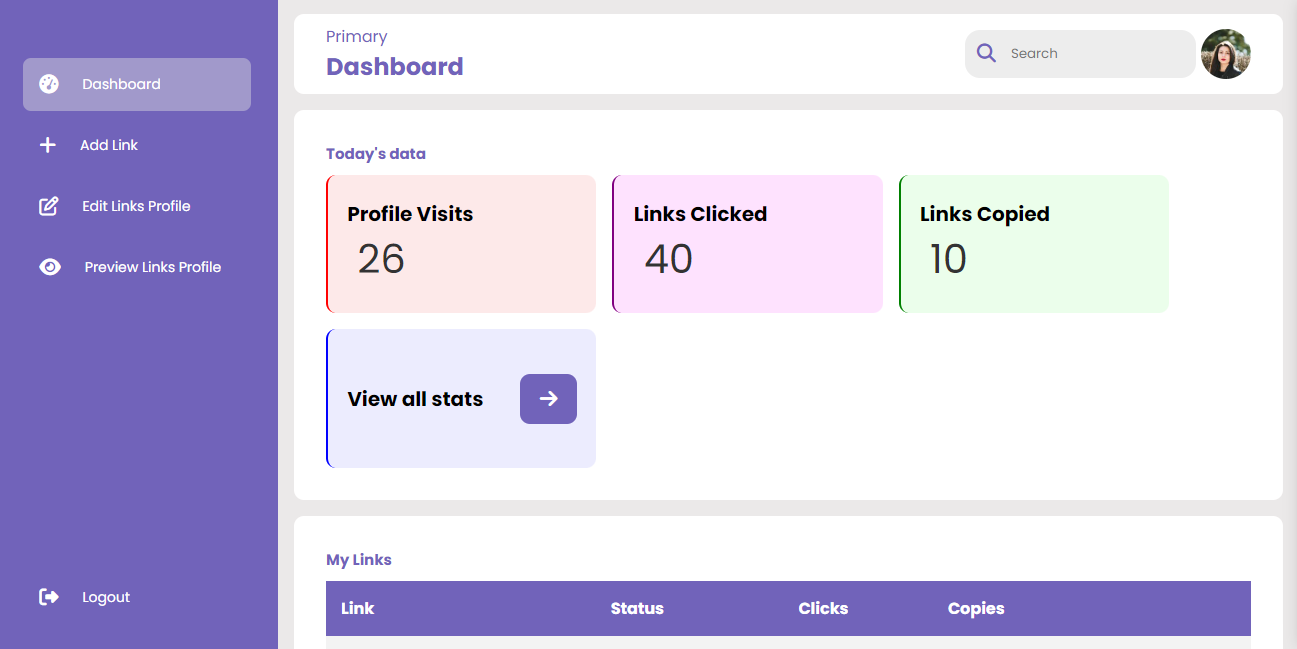 Dashboard
Add Link
Edit Links Profile
Preview Links Profile
Logout
Primary
Dashboard
Search
Today's data
Profile Visits
26
Links Clicked
40
Links Copied
10
View all stats
My Links
Link Status Clicks Copies